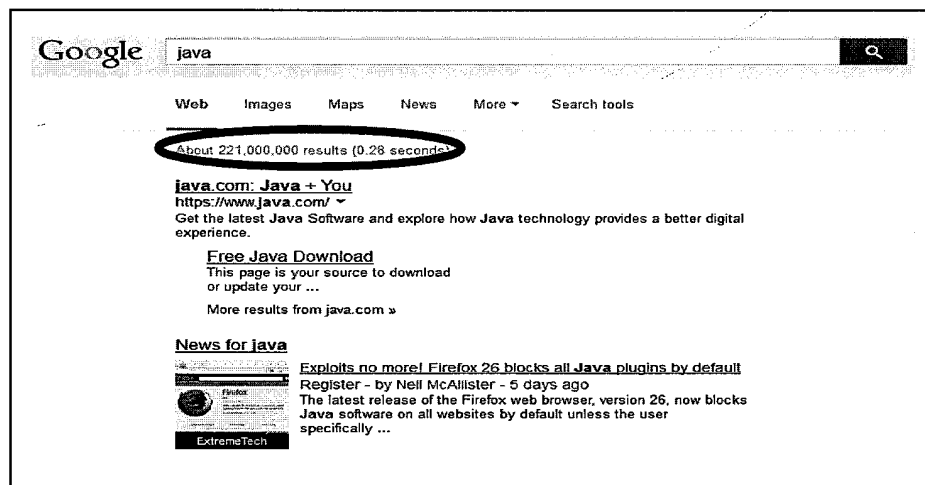 Google java
Web Images Maps News More Search tools
About 221,000,000 results (0.28 seconds)
java.com: Java + You
https://www.java.com/
Get the latest Java Software and explore how Java technology provides a better digital
experience.
Free Java Download
This page is your source to download
or update your ...
More results from java.com »
News for java
Exploits no more! Firefox 26 blocks all Java plugins by default
Register - by Neil McAllister - 5 days ago
The latest release of the Firefox web browser, version 26, now blocks
Java software on all websites by default unless the user
specifically ...
Firefox
ExtremeTech